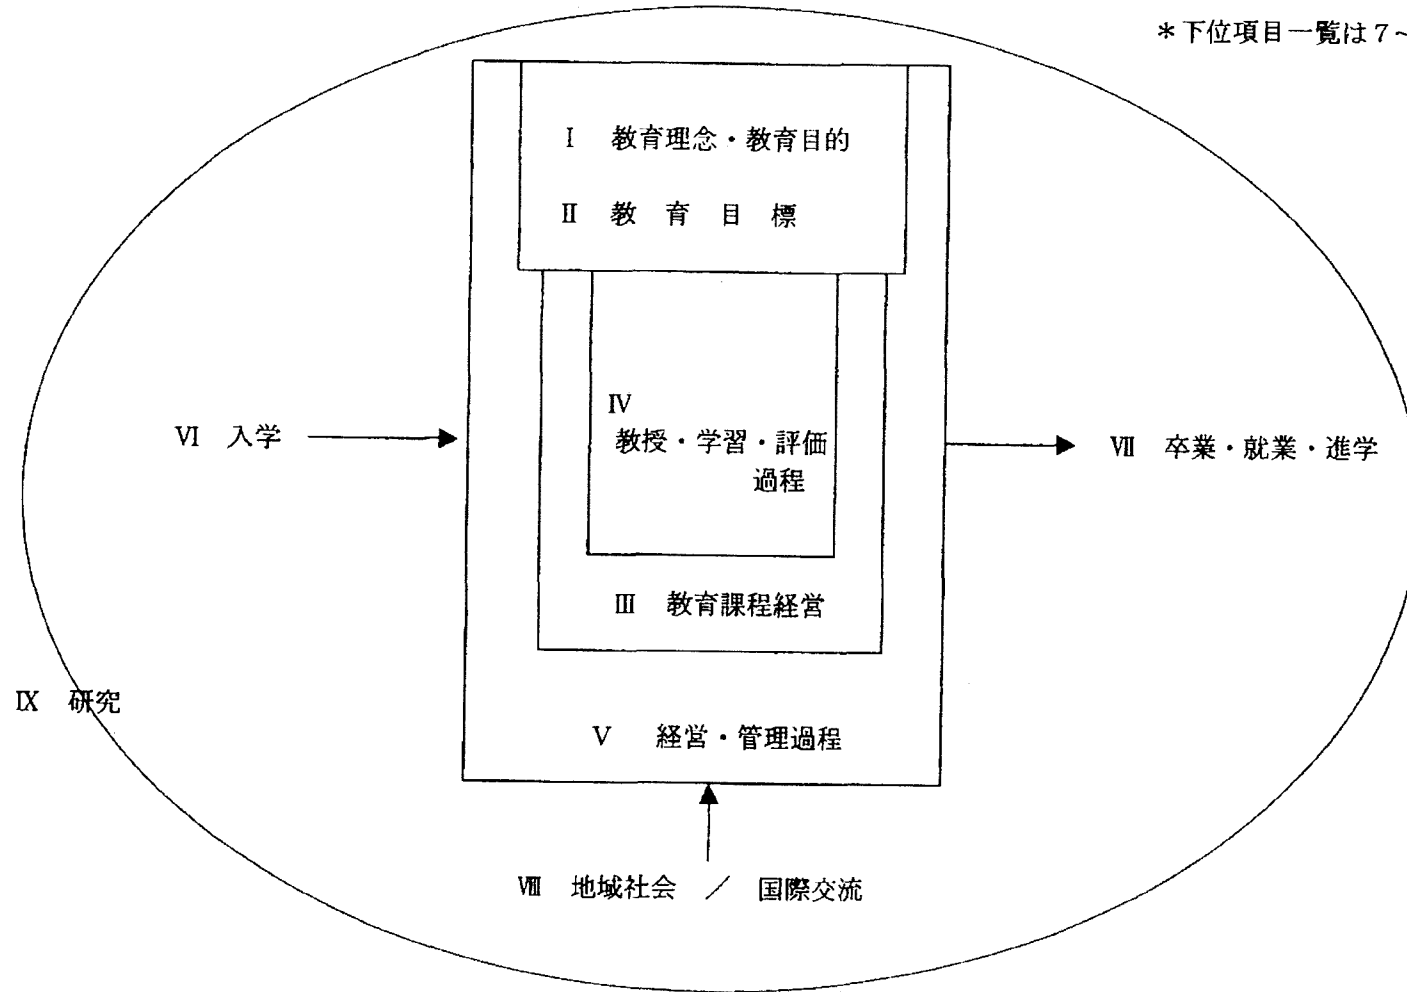 ＊下位項目一覧は７~
Ⅰ 教育理念・教育目的
Ⅱ 教 育 目 標
Ⅳ
教授・学習・評価
過程
Ⅵ 入学
Ⅶ 卒業・就業・進学
Ⅲ 教育課程経営
Ⅸ 研究
Ⅴ 経営・管理過程
Ⅷ 地域社会 ／ 国際交流